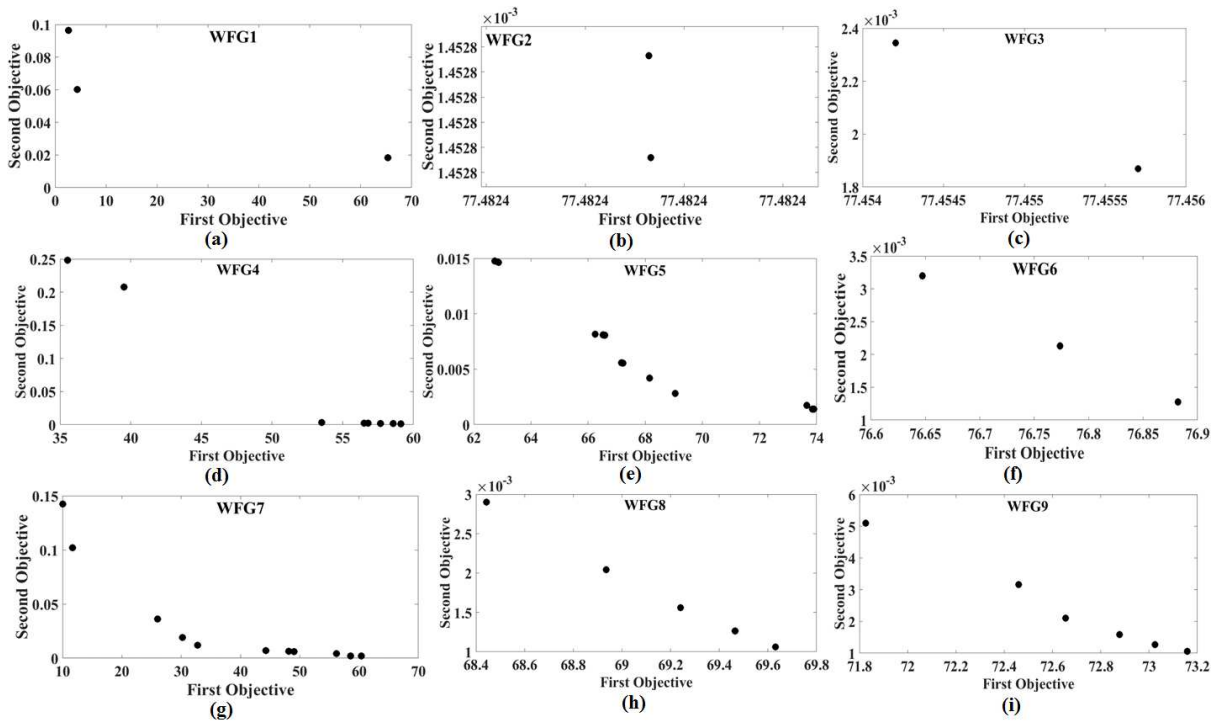 WFG1
Second Objective
0.1
0.08
0.06
0.04
0.02
0
0 10 20 30 40 50 60 70
First Objective
(a)
×10⁻³
WFG2
Second Objective
1.4528
1.4528
1.4528
1.4528
1.4528
1.4528
77.4824 77.4824 77.4824 77.4824
First Objective
(b)
×10⁻³
WFG3
Second Objective
2.4
2.2
2
1.8
77.454 77.4545 77.455 77.4555 77.456
First Objective
(c)
WFG4
Second Objective
0.25
0.2
0.15
0.1
0.05
0
35 40 45 50 55 60
First Objective
(d)
WFG5
Second Objective
0.015
0.01
0.005
0
62 64 66 68 70 72 74
First Objective
(e)
×10⁻³
WFG6
Second Objective
3.5
3
2.5
2
1.5
1
76.6 76.65 76.7 76.75 76.8 76.85 76.9
First Objective
(f)
WFG7
Second Objective
0.15
0.1
0.05
0
10 20 30 40 50 60 70
First Objective
(g)
×10⁻³
WFG8
Second Objective
3
2.5
2
1.5
1
68.4 68.6 68.8 69 69.2 69.4 69.6 69.8
First Objective
(h)
×10⁻³
WFG9
Second Objective
6
5
4
3
2
1
71.8 72 72.2 72.4 72.6 72.8 73 73.2
First Objective
(i)